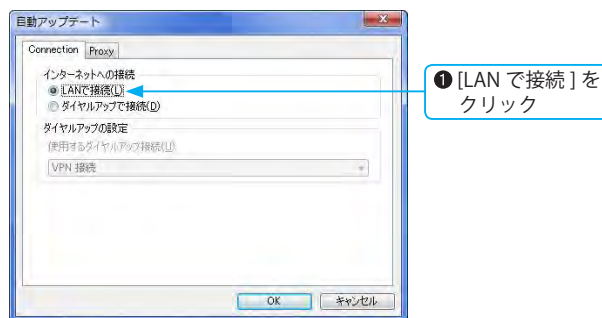 自動アップデート
Connection Proxy
インターネットへの接続
LANで接続(L)
ダイヤルアップで接続(D)
ダイヤルアップの設定
使用するダイヤルアップ接続(U)
VPN 接続
OK キャンセル
❶ [LAN で接続 ] を
クリック